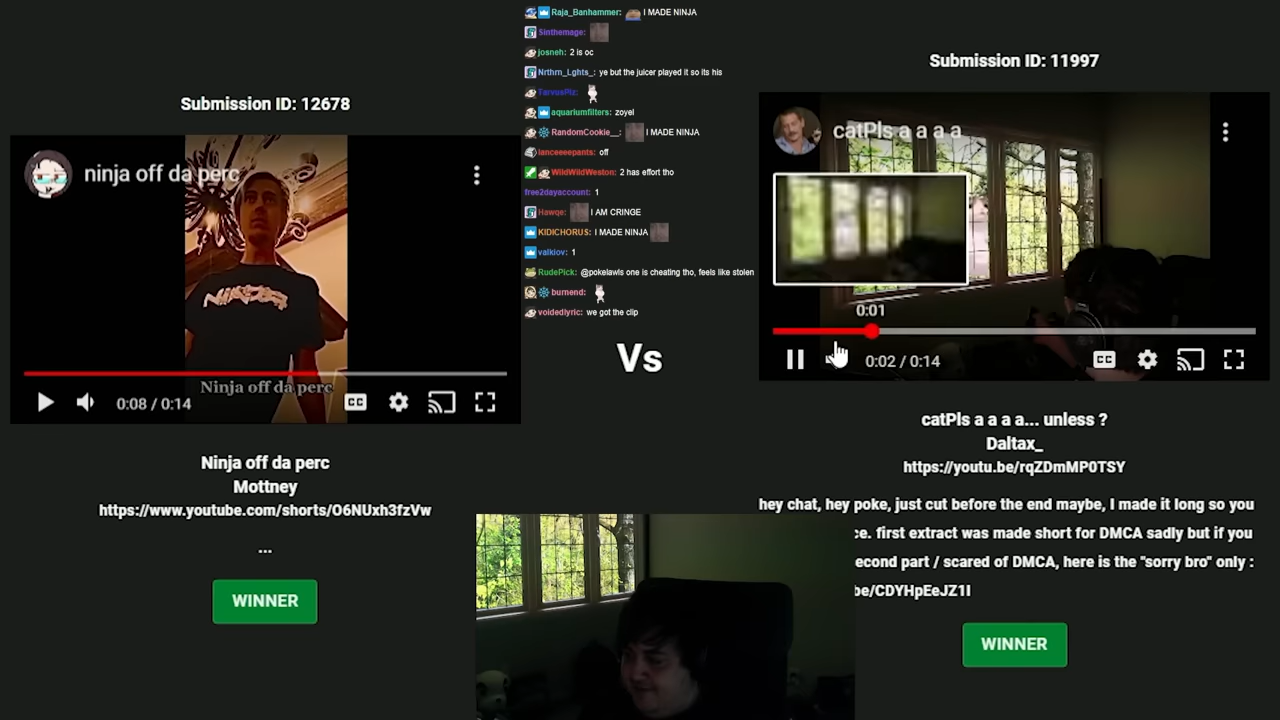 Submission ID: 12678
ninja off da perc
NINJA
Ninja off da perc
0:08 / 0:14
CC
Ninja off da perc
Mottney
https://www.youtube.com/shorts/O6NUxh3fzVw
...
WINNER
Raja_Banhammer: I MADE NINJA
Sinthemage:
josneh: 2 is oc
Nrthrn_Lghts_: ye but the juicer played it so its his
TarvusPlz:
aquariumfilters: zoyel
RandomCookie__: I MADE NINJA
lanceeeepants: off
WildWildWeston: 2 has effort tho
free2dayaccount: 1
Hawqe: I AM CRINGE
KIDICHORUS: I MADE NINJA
valkiov: 1
RudePick: @pokelawls one is cheating tho, feels like stolen
burnend:
voidedlyric: we got the clip
Vs
Submission ID: 11997
catPls a a a a
0:01
0:02 / 0:14
CC
catPls a a a a... unless ?
Daltax_
https://youtu.be/rqZDmMP0TSY
hey chat, hey poke, just cut before the end maybe, I made it long so you
ce. first extract was made short for DMCA sadly but if you
econd part / scared of DMCA, here is the "sorry bro" only :
be/CDYHpEeJZ1I
WINNER